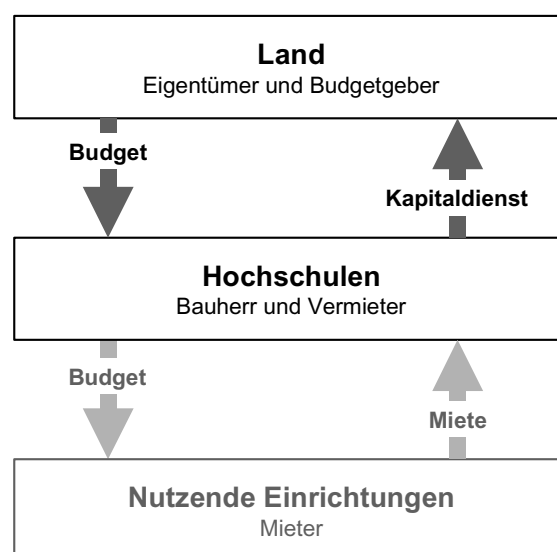 Land
Eigentümer und Budgetgeber
Budget
Kapitaldienst
Hochschulen
Bauherr und Vermieter
Budget
Miete
Nutzende Einrichtungen
Mieter